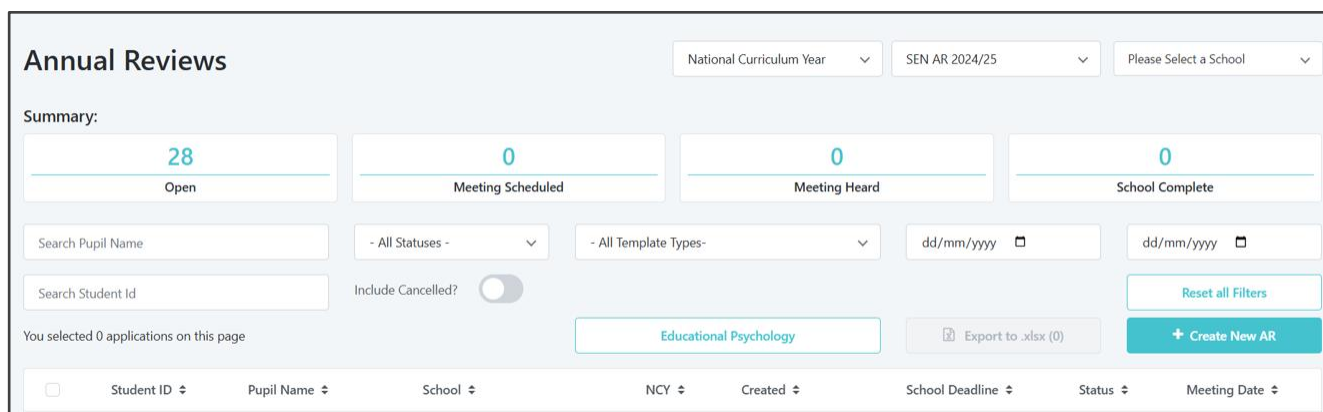 Annual Reviews
National Curriculum Year
SEN AR 2024/25
Please Select a School
Summary:
28
Open
0
Meeting Scheduled
0
Meeting Heard
0
School Complete
Search Pupil Name
- All Statuses -
- All Template Types-
dd/mm/yyyy
dd/mm/yyyy
Search Student Id
Include Cancelled?
Reset all Filters
You selected 0 applications on this page
Educational Psychology
Export to .xlsx (0)
+ Create New AR
Student ID Pupil Name School NCY Created School Deadline Status Meeting Date